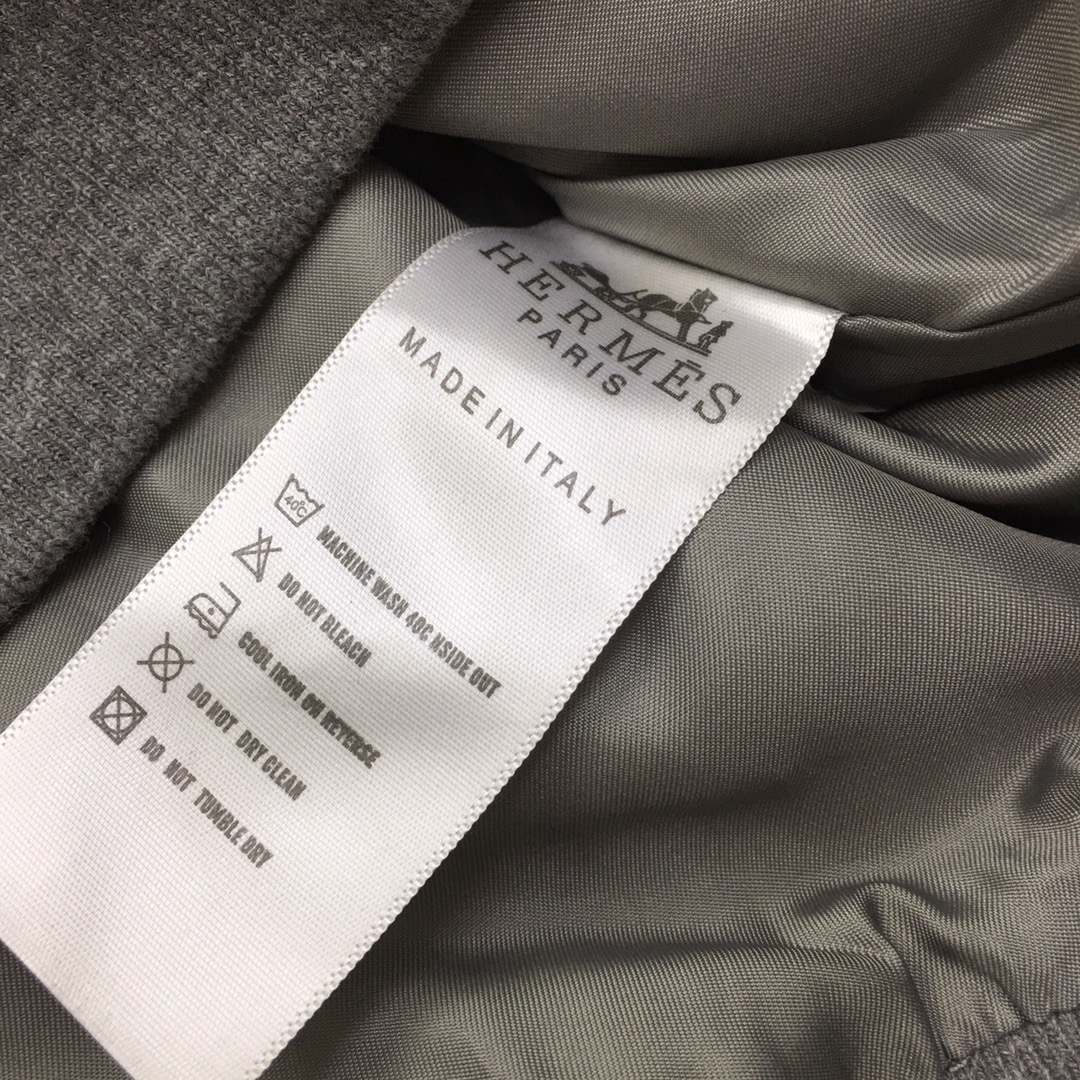 HERMÈS
PARIS
MADE IN ITALY
40°C
MACHINE WASH 40C NSIDE OUT
DO NOT BLEACH
COOL IRON ON REVERSE
DO NOT DRY CLEAN
DO NOT TUMBLE DRY